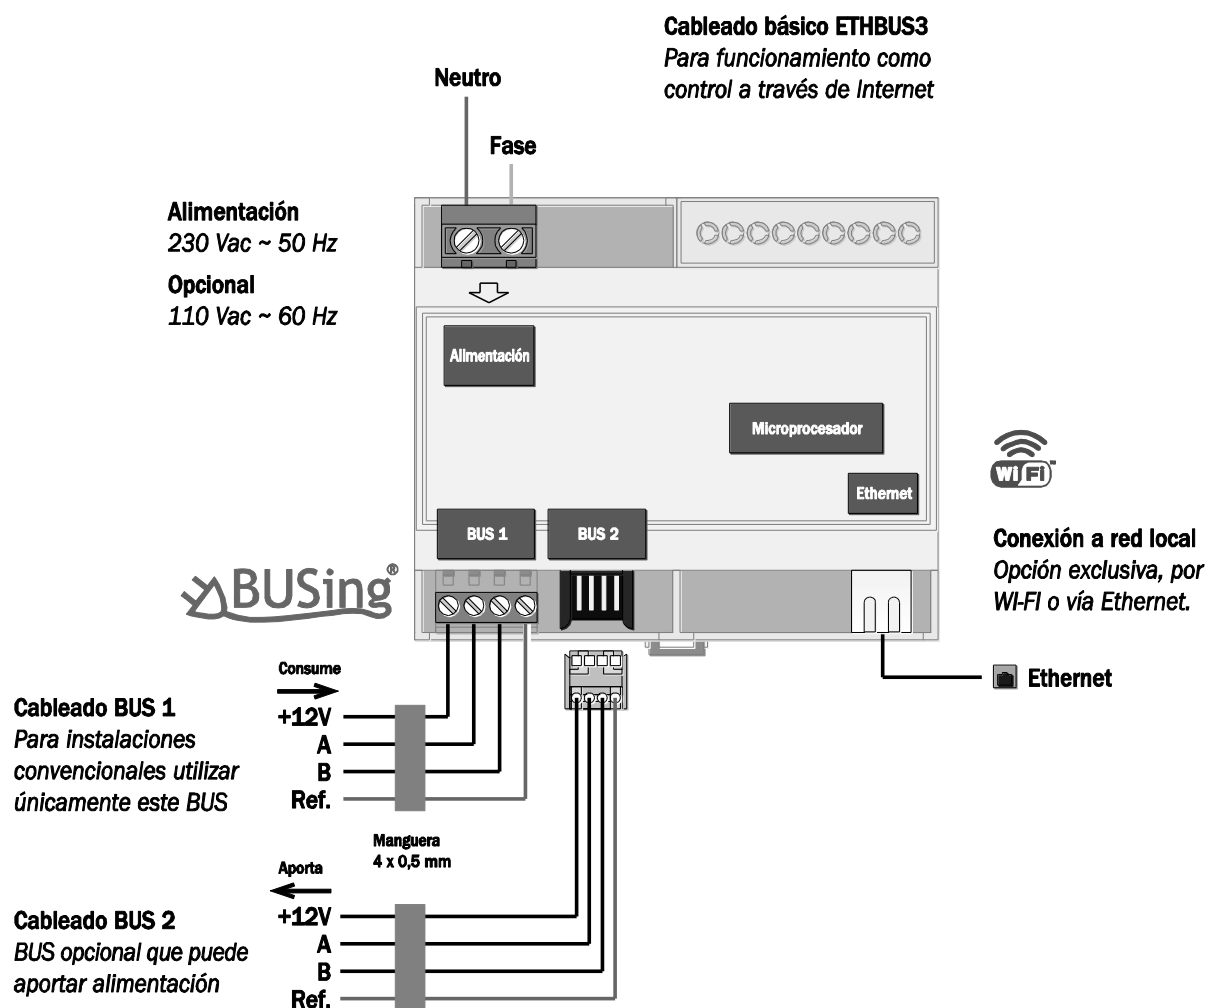 Cableado básico ETHBUS3
Para funcionamiento como
control a través de Internet
Neutro
Fase
Alimentación
230 Vac ~ 50 Hz
Opcional
110 Vac ~ 60 Hz
Alimentación
Microprocesador
Ethernet
BUS 1
BUS 2
WiFi™
Conexión a red local
Opción exclusiva, por
WI-FI o vía Ethernet.
BUSing®
Ethernet
Consume
Cableado BUS 1
Para instalaciones
convencionales utilizar
únicamente este BUS
+12V
A
B
Ref.
Manguera
4 x 0,5 mm
Aporta
Cableado BUS 2
BUS opcional que puede
aportar alimentación
+12V
A
B
Ref.